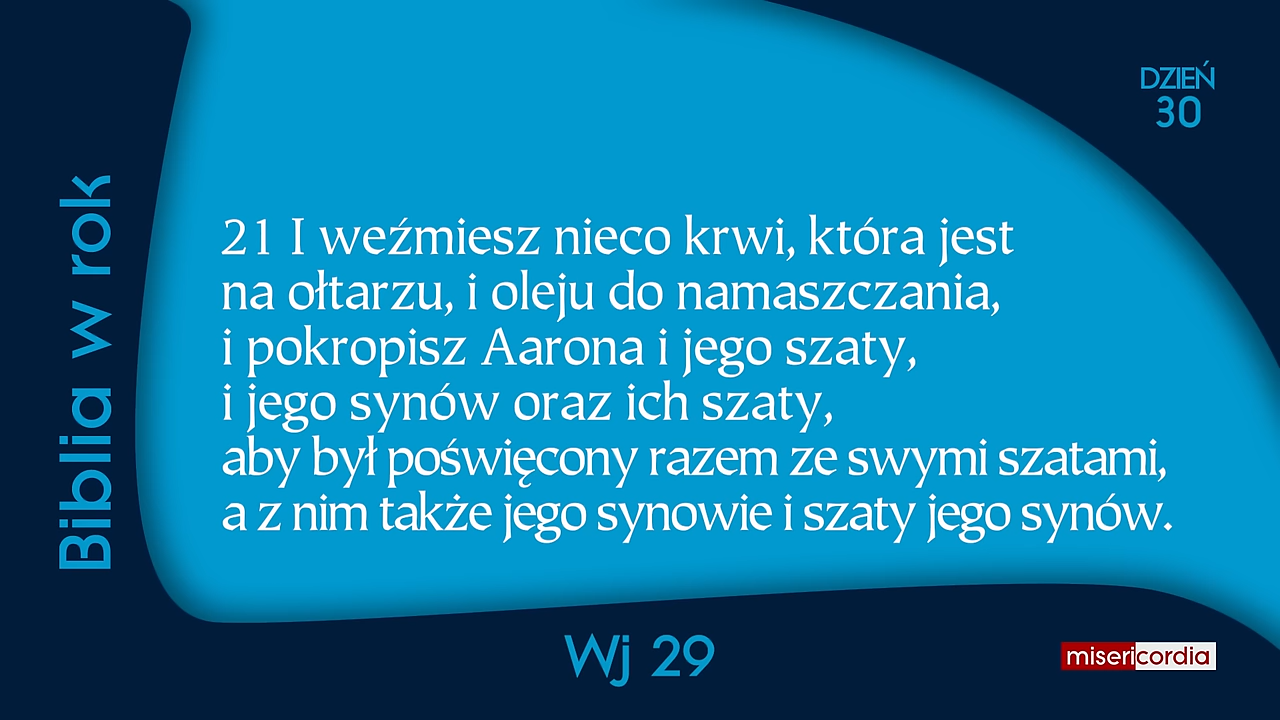 DZIEŃ
30
Biblia w rok
21 I weźmiesz nieco krwi, która jest
na ołtarzu, i oleju do namaszczania,
i pokropisz Aarona i jego szaty,
i jego synów oraz ich szaty,
aby był poświęcony razem ze swymi szatami,
a z nim także jego synowie i szaty jego synów.
Wj 29
misericordia